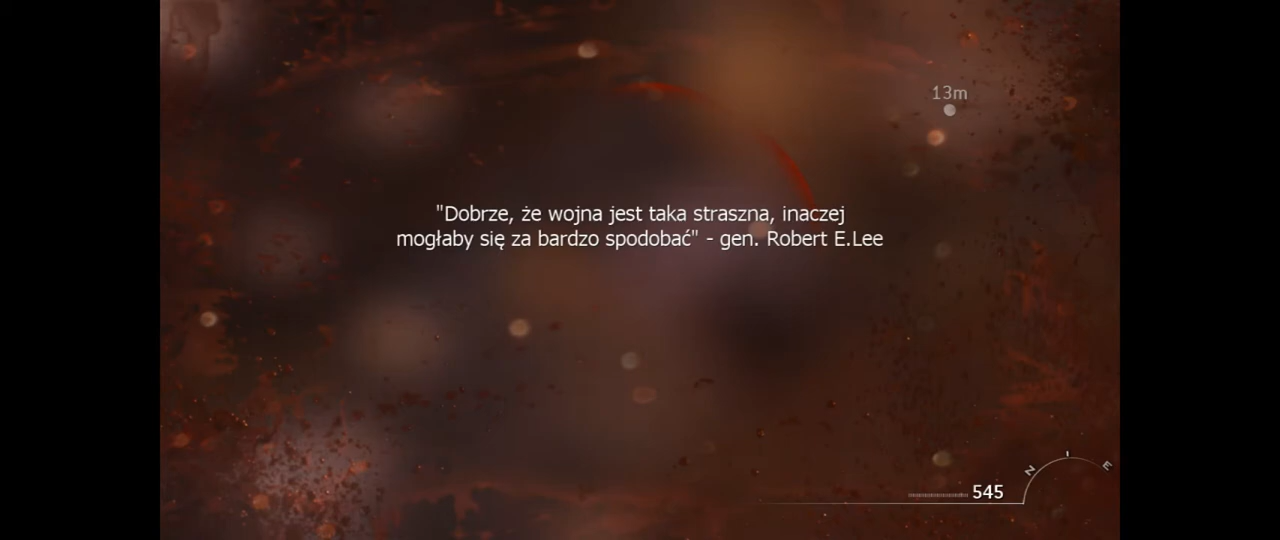 13m
"Dobrze, że wojna jest taka straszna, inaczej
mogłaby się za bardzo spodobać" - gen. Robert E.Lee
545
N
E